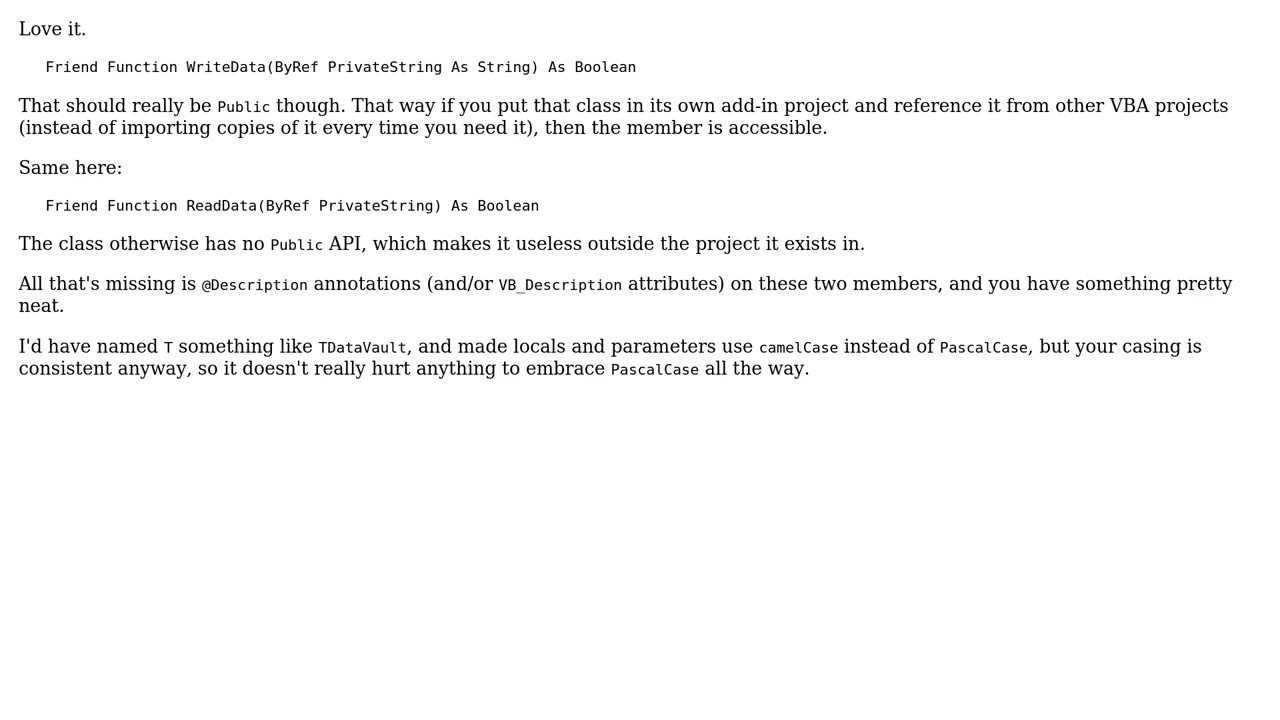 Love it.
Friend Function WriteData(ByRef PrivateString As String) As Boolean
That should really be Public though. That way if you put that class in its own add-in project and reference it from other VBA projects
(instead of importing copies of it every time you need it), then the member is accessible.
Same here:
Friend Function ReadData(ByRef PrivateString) As Boolean
The class otherwise has no Public API, which makes it useless outside the project it exists in.
All that's missing is @Description annotations (and/or VB_Description attributes) on these two members, and you have something pretty
neat.
I'd have named T something like TDataVault, and made locals and parameters use camelCase instead of PascalCase, but your casing is
consistent anyway, so it doesn't really hurt anything to embrace PascalCase all the way.